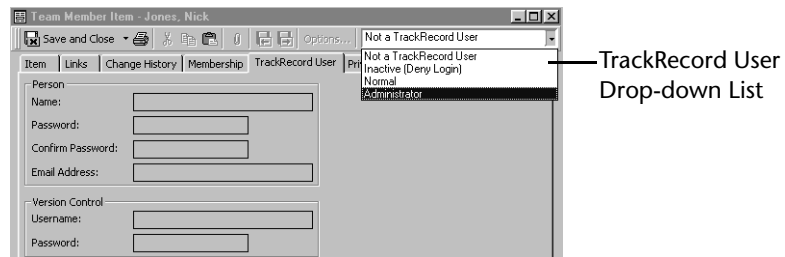 Team Member Item - Jones, Nick
Save and Close Options... Not a TrackRecord User
Not a TrackRecord User
Inactive (Deny Login)
Normal
Administrator
Item Links Change History Membership TrackRecord User Pri
TrackRecord User
Drop-down List
Person
Name:
Password:
Confirm Password:
Email Address:
Version Control
Username:
Password: